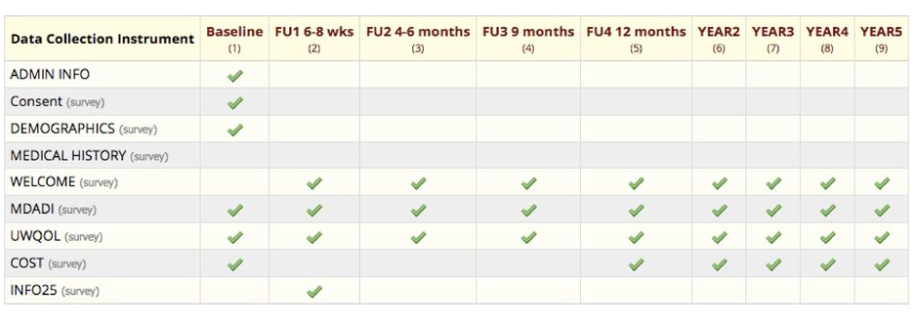 Data Collection Instrument Baseline FU1 6-8 wks FU2 4-6 months FU3 9 months FU4 12 months YEAR2 YEAR3 YEAR4 YEAR5
(1) (2) (3) (4) (5) (6) (7) (8) (9)
ADMIN INFO
Consent (survey)
DEMOGRAPHICS (survey)
MEDICAL HISTORY (survey)
WELCOME (survey)
MDADI (survey)
UWQOL (survey)
COST (survey)
INFO25 (survey)